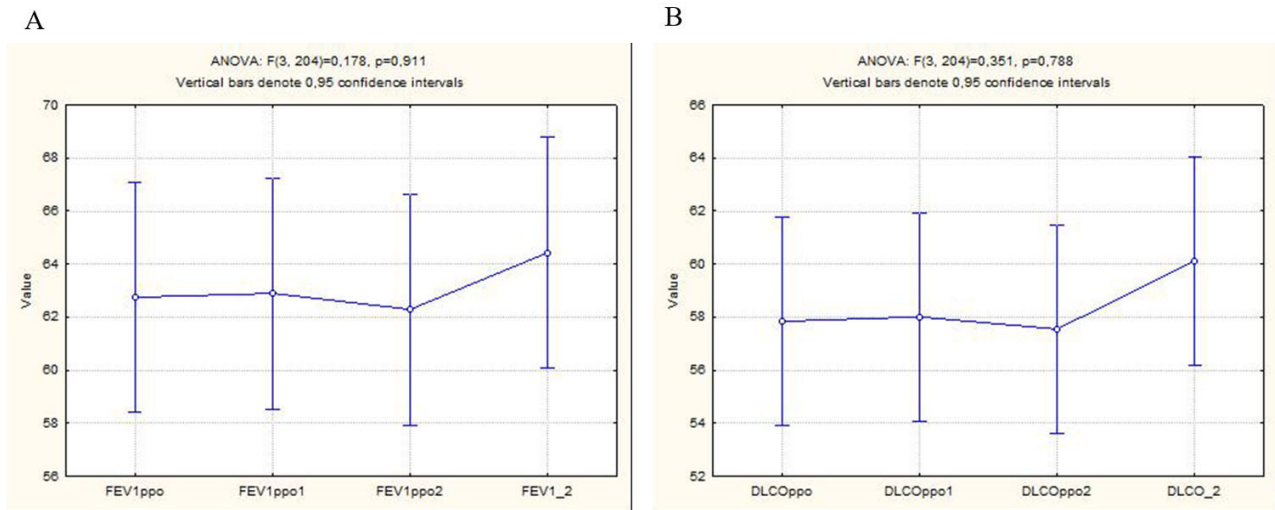 A
ANOVA: F(3, 204)=0,178, p=0,911
Vertical bars denote 0,95 confidence intervals
70
68
66
64
62
60
58
56
Value
FEV1ppo FEV1ppo1 FEV1ppo2 FEV1_2
B
ANOVA: F(3, 204)=0,351, p=0,788
Vertical bars denote 0,95 confidence intervals
66
64
62
60
58
56
54
52
Value
DLCOppo DLCOppo1 DLCOppo2 DLCO_2